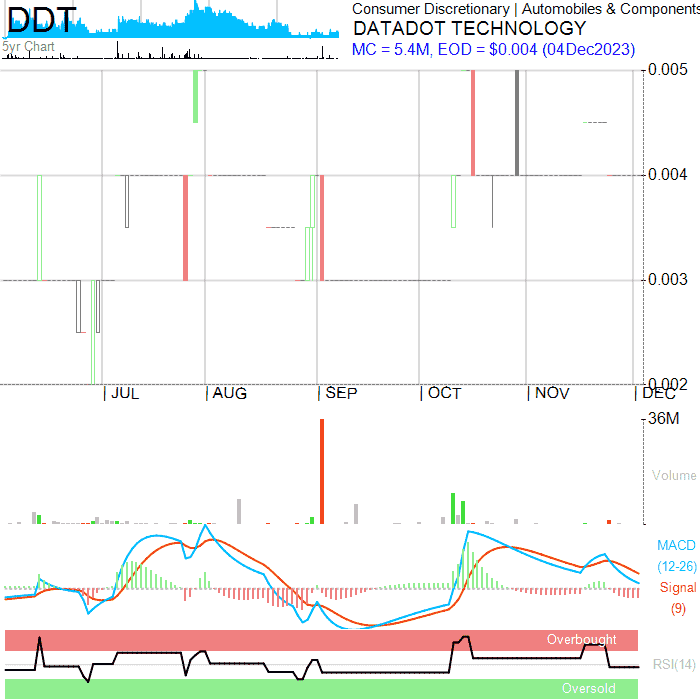 DDT
5yr Chart
Consumer Discretionary | Automobiles & Components
DATADOT TECHNOLOGY
MC = 5.4M, EOD = $0.004 (04Dec2023)
0.005
0.004
0.003
0.002
| JUL | AUG | SEP | OCT | NOV | DEC
36M
Volume
MACD
(12-26)
Signal
(9)
Overbought
RSI(14)
Oversold